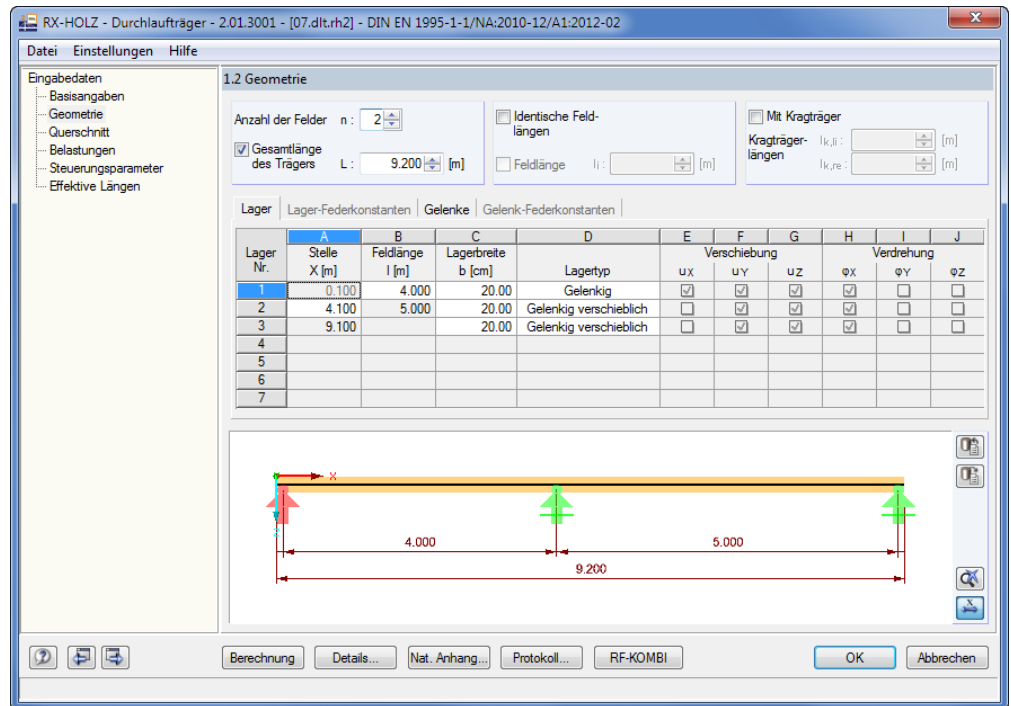 RX-HOLZ - Durchlaufträger - 2.01.3001 - [07.dlt.rh2] - DIN EN 1995-1-1/NA:2010-12/A1:2012-02
Datei Einstellungen Hilfe
Eingabedaten
Basisangaben
Geometrie
Querschnitt
Belastungen
Steuerungsparameter
Effektive Längen
1.2 Geometrie
Anzahl der Felder n : 2
Gesamtlänge
des Trägers L : 9.200 [m]
Identische Feld-
längen
Feldlänge li : [m]
Mit Kragträger
Kragträger- lk,li : [m]
längen
lk,re : [m]
Lager Lager-Federkonstanten Gelenke Gelenk-Federkonstanten
A B C D E F G H I J
Lager Stelle Feldlänge Lagerbreite Verschiebung Verdrehung
Nr. X [m] l [m] b [cm] Lagertyp uX uY uZ φX φY φZ
1 0.100 4.000 20.00 Gelenkig
2 4.100 5.000 20.00 Gelenkig verschieblich
3 9.100 20.00 Gelenkig verschieblich
4
5
6
7
X
Z
4.000 5.000
9.200
X
Berechnung Details... Nat. Anhang... Protokoll... RF-KOMBI OK Abbrechen